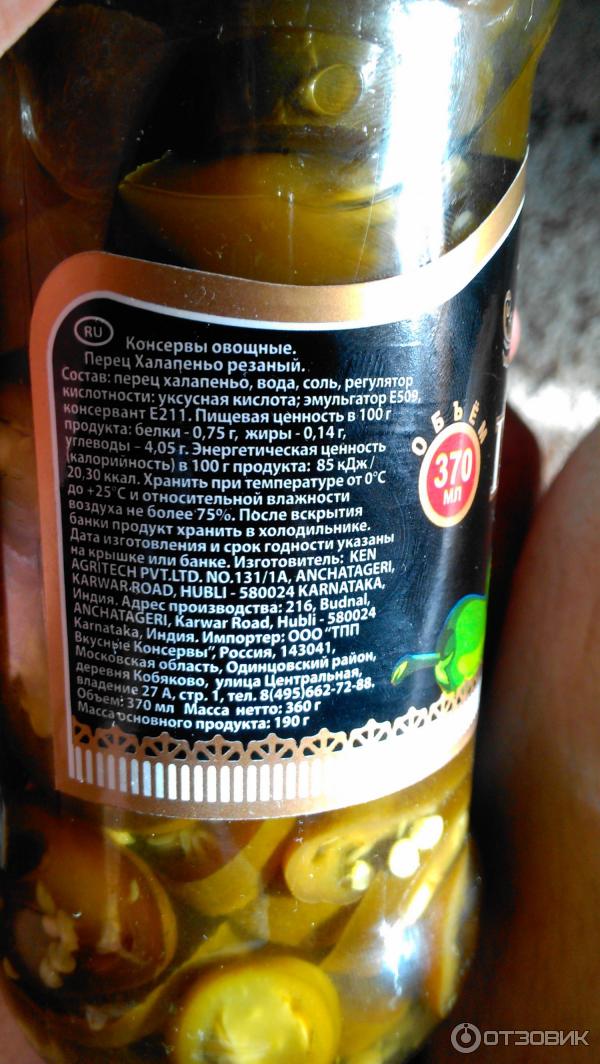 RU
Консервы овощные.
Перец Халапеньо резаный.
Состав: перец халапеньо, вода, соль, регулятор
кислотности: уксусная кислота; эмульгатор Е509,
консервант Е211. Пищевая ценность в 100 г
продукта: белки - 0,75 г, жиры - 0,14 г,
углеводы – 4,05 г. Энергетическая ценность
(калорийность) в 100 г продукта: 85 кДж/
20,30 ккал. Хранить при температуре от 0°С
до +25°С и относительной влажности
воздуха не более 75%. После вскрытия
банки продукт хранить в холодильнике.
Дата изготовления и срок годности указаны
на крышке или банке. Изготовитель: KEN
AGRITECH PVT.LTD. NO.131/1A, ANCHATAGERI,
KARWAR ROAD, HUBLI - 580024 KARNATAKA,
Индия. Адрес производства: 216, Budnal,
ANCHATAGERI, Karwar Road, Hubli - 580024
Karnataka, Индия. Импортер: ООО "ТПП
Вкусные Консервы", Россия, 143041,
Московская область, Одинцовский район,
деревня Кобяково, улица Центральная,
владение 27 А, стр. 1, тел. 8(495)662-72-88.
Объем: 370 мл Масса нетто: 360 г
Масса основного продукта: 190 г
ОБЪЁМ
370
МЛ
ОТЗОВИК